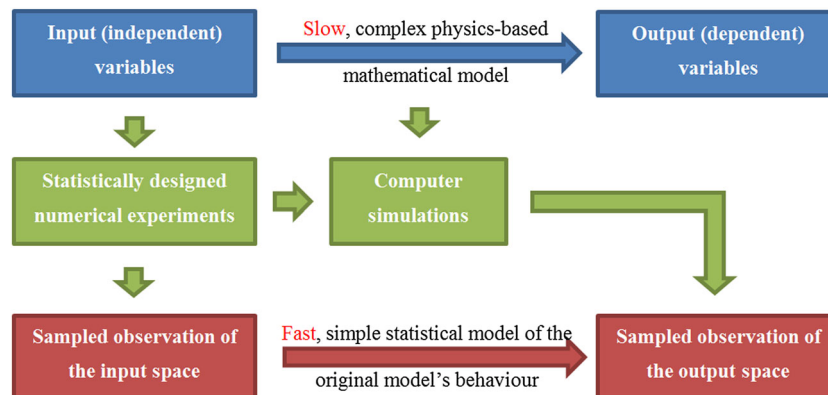 Input (independent)
variables
Slow, complex physics-based
mathematical model
Output (dependent)
variables
Statistically designed
numerical experiments
Computer
simulations
Sampled observation of
the input space
Fast, simple statistical model of the
original model’s behaviour
Sampled observation of
the output space